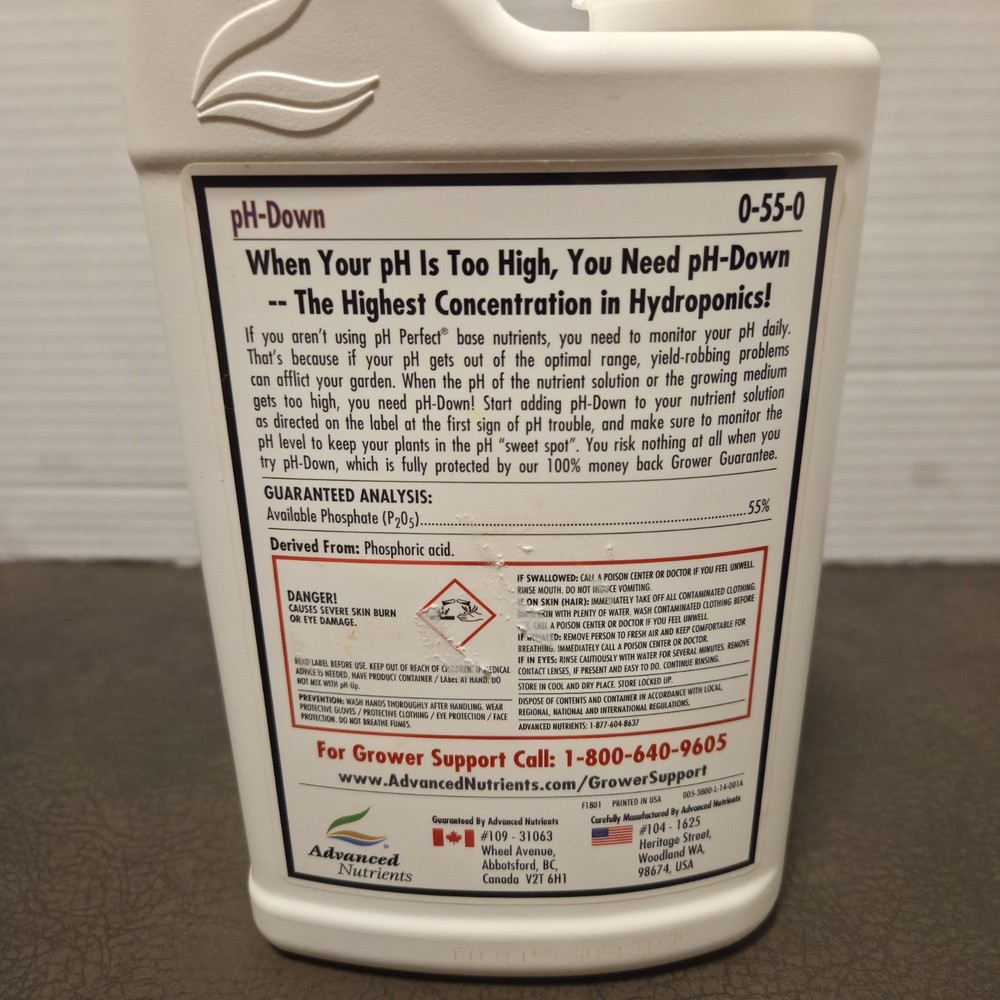 pH-Down 0-55-0
When Your pH Is Too High, You Need pH-Down
-- The Highest Concentration in Hydroponics!
If you aren't using pH Perfect® base nutrients, you need to monitor your pH daily.
That's because if your pH gets out of the optimal range, yield-robbing problems
can afflict your garden. When the pH of the nutrient solution or the growing medium
gets too high, you need pH-Down! Start adding pH-Down to your nutrient solution
as directed on the label at the first sign of pH trouble, and make sure to monitor the
pH level to keep your plants in the pH "sweet spot". You risk nothing at all when you
try pH-Down, which is fully protected by our 100% money back Grower Guarantee.
GUARANTEED ANALYSIS:
Available Phosphate (P₂O₅)........................................................................55%
Derived From: Phosphoric acid.
DANGER!
CAUSES SEVERE SKIN BURN
OR EYE DAMAGE.
READ LABEL BEFORE USE. KEEP OUT OF REACH OF CHILDREN. IF MEDICAL
ADVICE IS NEEDED, HAVE PRODUCT CONTAINER / LABEL AT HAND. DO
NOT MIX WITH pH-Up.
PREVENTION: WASH HANDS THOROUGHLY AFTER HANDLING. WEAR
PROTECTIVE GLOVES / PROTECTIVE CLOTHING / EYE PROTECTION / FACE
PROTECTION. DO NOT BREATHE FUMES.
IF SWALLOWED: CALL A POISON CENTER OR DOCTOR IF YOU FEEL UNWELL.
RINSE MOUTH. DO NOT INDUCE VOMITING.
IF ON SKIN (HAIR): IMMEDIATELY TAKE OFF ALL CONTAMINATED CLOTHING.
SKIN WITH PLENTY OF WATER. WASH CONTAMINATED CLOTHING BEFORE
CALL A POISON CENTER OR DOCTOR IF YOU FEEL UNWELL.
IF INHALED: REMOVE PERSON TO FRESH AIR AND KEEP COMFORTABLE FOR
BREATHING. IMMEDIATELY CALL A POISON CENTER OR DOCTOR.
IF IN EYES: RINSE CAUTIOUSLY WITH WATER FOR SEVERAL MINUTES. REMOVE
CONTACT LENSES, IF PRESENT AND EASY TO DO. CONTINUE RINSING.
STORE IN COOL AND DRY PLACE. STORE LOCKED UP.
DISPOSE OF CONTENTS AND CONTAINER IN ACCORDANCE WITH LOCAL,
REGIONAL, NATIONAL AND INTERNATIONAL REGULATIONS.
ADVANCED NUTRIENTS: 1-877-604-8637
For Grower Support Call: 1-800-640-9605
www.AdvancedNutrients.com/GrowerSupport
F1801 PRINTED IN USA 005-3800-L-14-001A
Advanced
Nutrients
Guaranteed By Advanced Nutrients
#109 - 31063
Wheel Avenue,
Abbotsford, BC,
Canada V2T 6H1
Carefully Manufactured By Advanced Nutrients
#104 - 1625
Heritage Street,
Woodland WA,
98674, USA